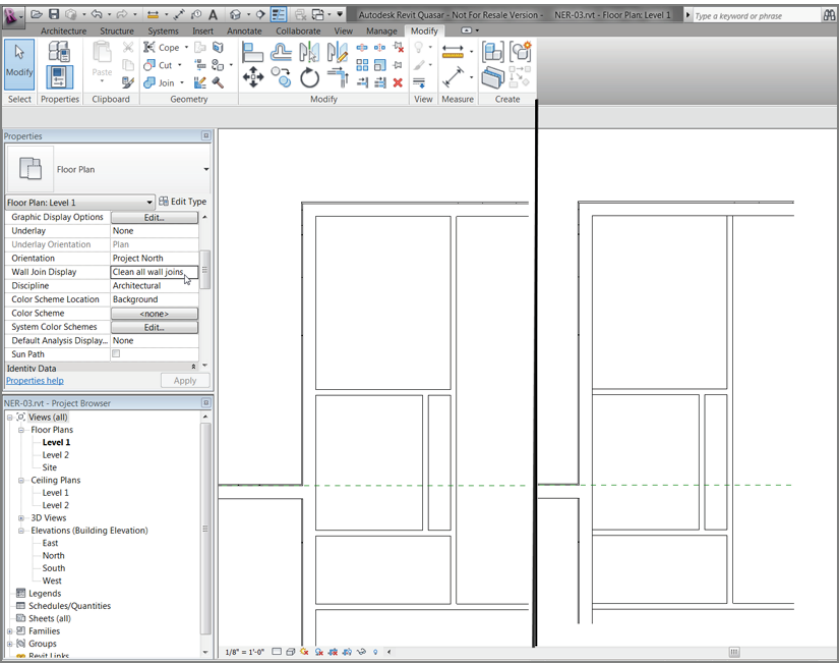 Autodesk Revit Quasar - Not For Resale Version - NER-03.rvt - Floor Plan: Level 1 Type a keyword or phrase
Architecture Structure Systems Insert Annotate Collaborate View Manage Modify
Modify Paste Cope Cut Join
Select Properties Clipboard Geometry Modify View Measure Create
Properties
Floor Plan
Floor Plan: Level 1 Edit Type
Graphic Display Options Edit...
Underlay None
Underlay Orientation Plan
Orientation Project North
Wall Join Display Clean all wall joins
Discipline Architectural
Color Scheme Location Background
Color Scheme <none>
System Color Schemes Edit...
Default Analysis Display... None
Sun Path
Identity Data
Properties help Apply
NER-03.rvt - Project Browser
Views (all)
Floor Plans
Level 1
Level 2
Site
Ceiling Plans
Level 1
Level 2
3D Views
Elevations (Building Elevation)
East
North
South
West
Legends
Schedules/Quantities
Sheets (all)
Families
Groups
Revit Links
1/8" = 1'-0"